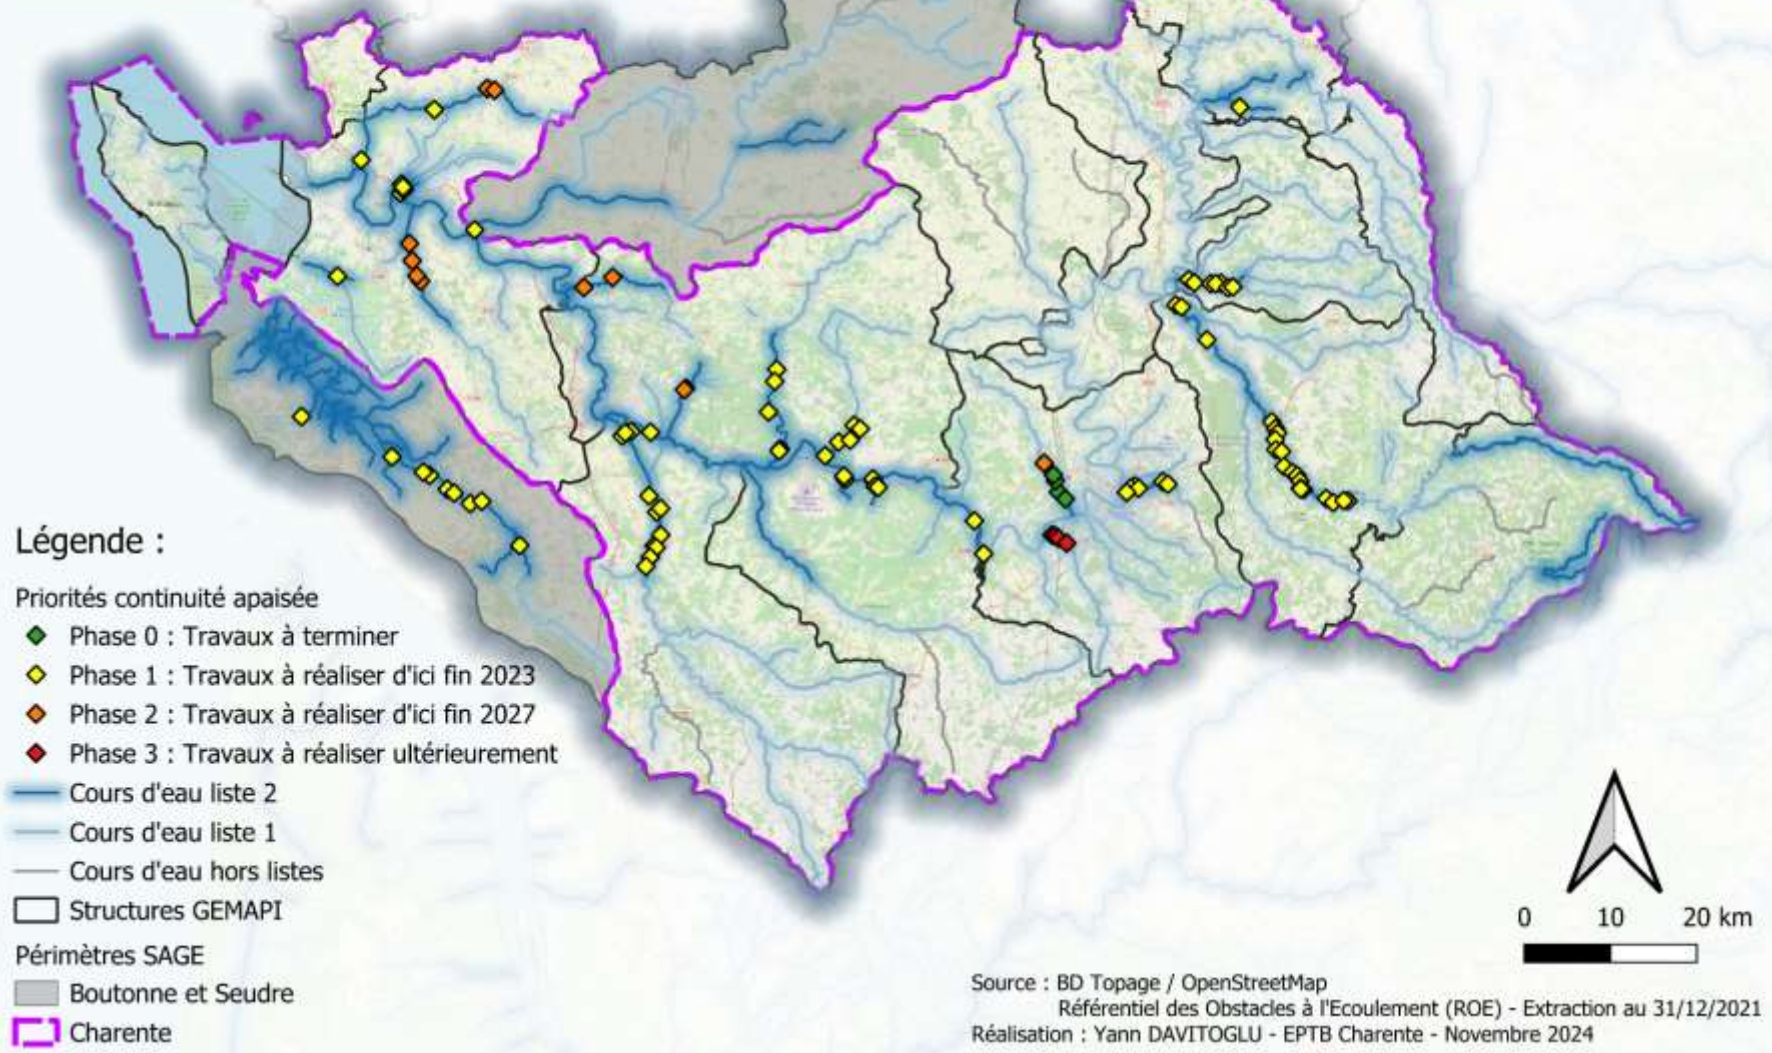 Légende :
Priorités continuité apaisée
Phase 0 : Travaux à terminer
Phase 1 : Travaux à réaliser d'ici fin 2023
Phase 2 : Travaux à réaliser d'ici fin 2027
Phase 3 : Travaux à réaliser ultérieurement
Cours d'eau liste 2
Cours d'eau liste 1
Cours d'eau hors listes
Structures GEMAPI
Périmètres SAGE
Boutonne et Seudre
Charente
0 10 20 km
Source : BD Topage / OpenStreetMap
Référentiel des Obstacles à l'Ecoulement (ROE) - Extraction au 31/12/2021
Réalisation : Yann DAVITOGLU - EPTB Charente - Novembre 2024